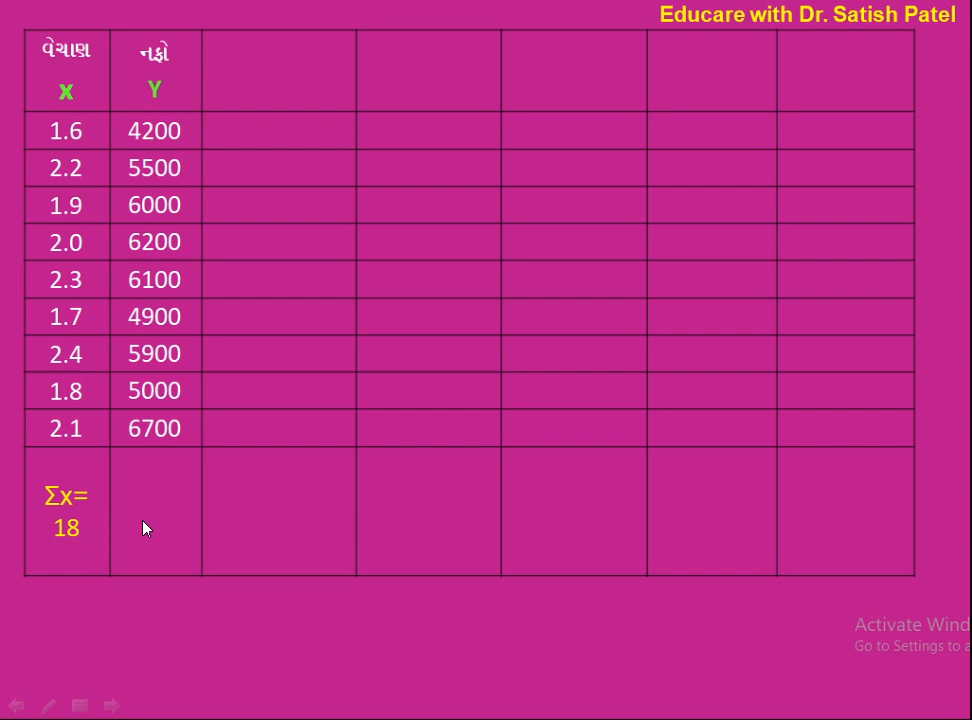 Educare with Dr. Satish Patel
વેચાણ નફો
X Y
1.6 4200
2.2 5500
1.9 6000
2.0 6200
2.3 6100
1.7 4900
2.4 5900
1.8 5000
2.1 6700
Σx=
18
Activate Wind
Go to Settings to a